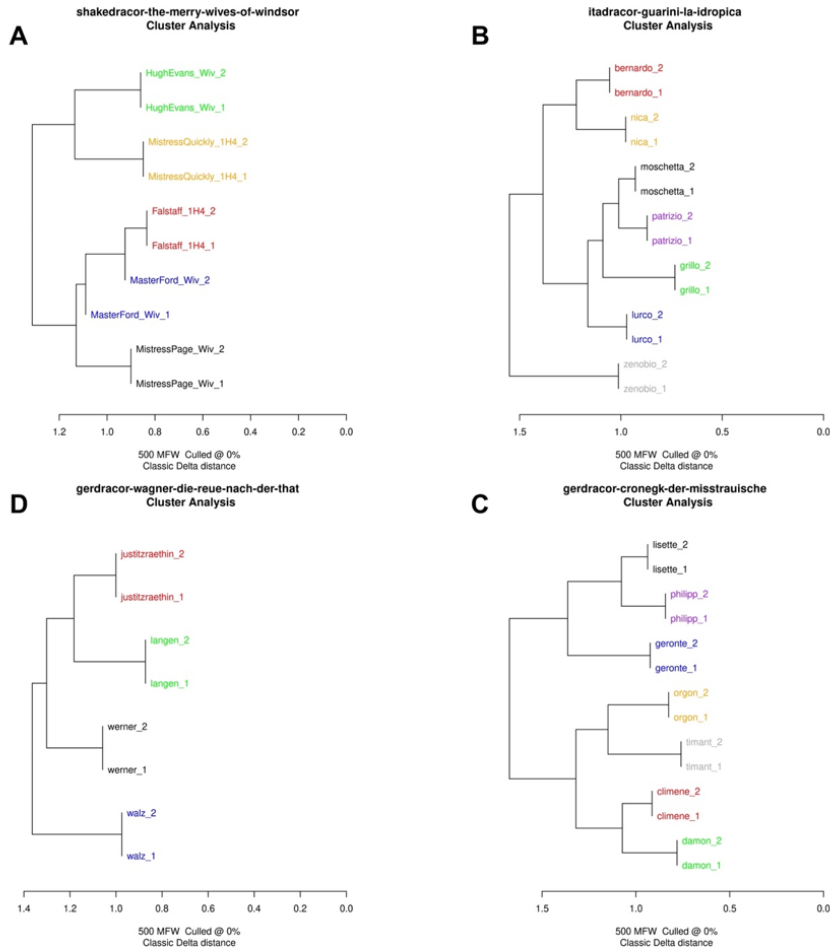 A
shakedracor-the-merry-wives-of-windsor
Cluster Analysis
HughEvans_Wiv_2
HughEvans_Wiv_1
MistressQuickly_1H4_2
MistressQuickly_1H4_1
Falstaff_1H4_2
Falstaff_1H4_1
MasterFord_Wiv_2
MasterFord_Wiv_1
MistressPage_Wiv_2
MistressPage_Wiv_1
1.2 1.0 0.8 0.6 0.4 0.2 0.0
500 MFW Culled @ 0%
Classic Delta distance
B
itadracor-guarini-la-idropica
Cluster Analysis
bernardo_2
bernardo_1
nica_2
nica_1
moschetta_2
moschetta_1
patrizio_2
patrizio_1
grillo_2
grillo_1
lurco_2
lurco_1
zenobio_2
zenobio_1
1.5 1.0 0.5 0.0
500 MFW Culled @ 0%
Classic Delta distance
D
gerdracor-wagner-die-reue-nach-der-that
Cluster Analysis
justitzraethin_2
justitzraethin_1
langen_2
langen_1
werner_2
werner_1
walz_2
walz_1
1.4 1.2 1.0 0.8 0.6 0.4 0.2 0.0
500 MFW Culled @ 0%
Classic Delta distance
C
gerdracor-cronegk-der-misstrauische
Cluster Analysis
lisette_2
lisette_1
philipp_2
philipp_1
geronte_2
geronte_1
orgon_2
orgon_1
timant_2
timant_1
climene_2
climene_1
damon_2
damon_1
1.5 1.0 0.5 0.0
500 MFW Culled @ 0%
Classic Delta distance